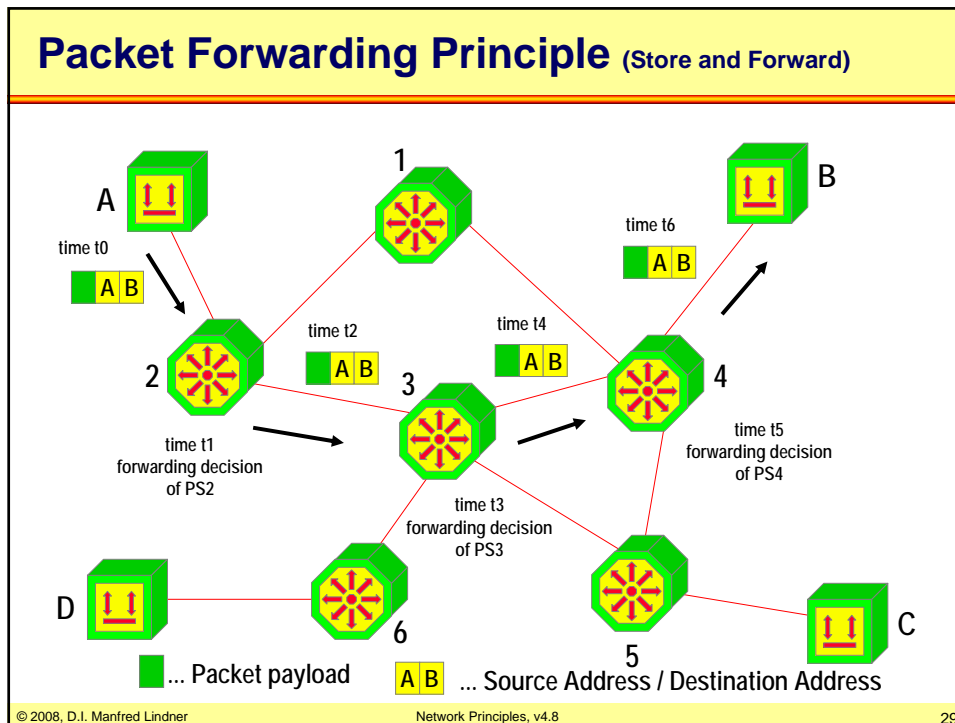 Packet Forwarding Principle (Store and Forward)
A
1
B
time t0
A B
time t6
A B
time t2
A B
time t4
A B
2
3
4
time t1
forwarding decision
of PS2
time t5
forwarding decision
of PS4
time t3
forwarding decision
of PS3
D
6
5
C
... Packet payload
A B ... Source Address / Destination Address
© 2008, D.I. Manfred Lindner
Network Principles, v4.8
29